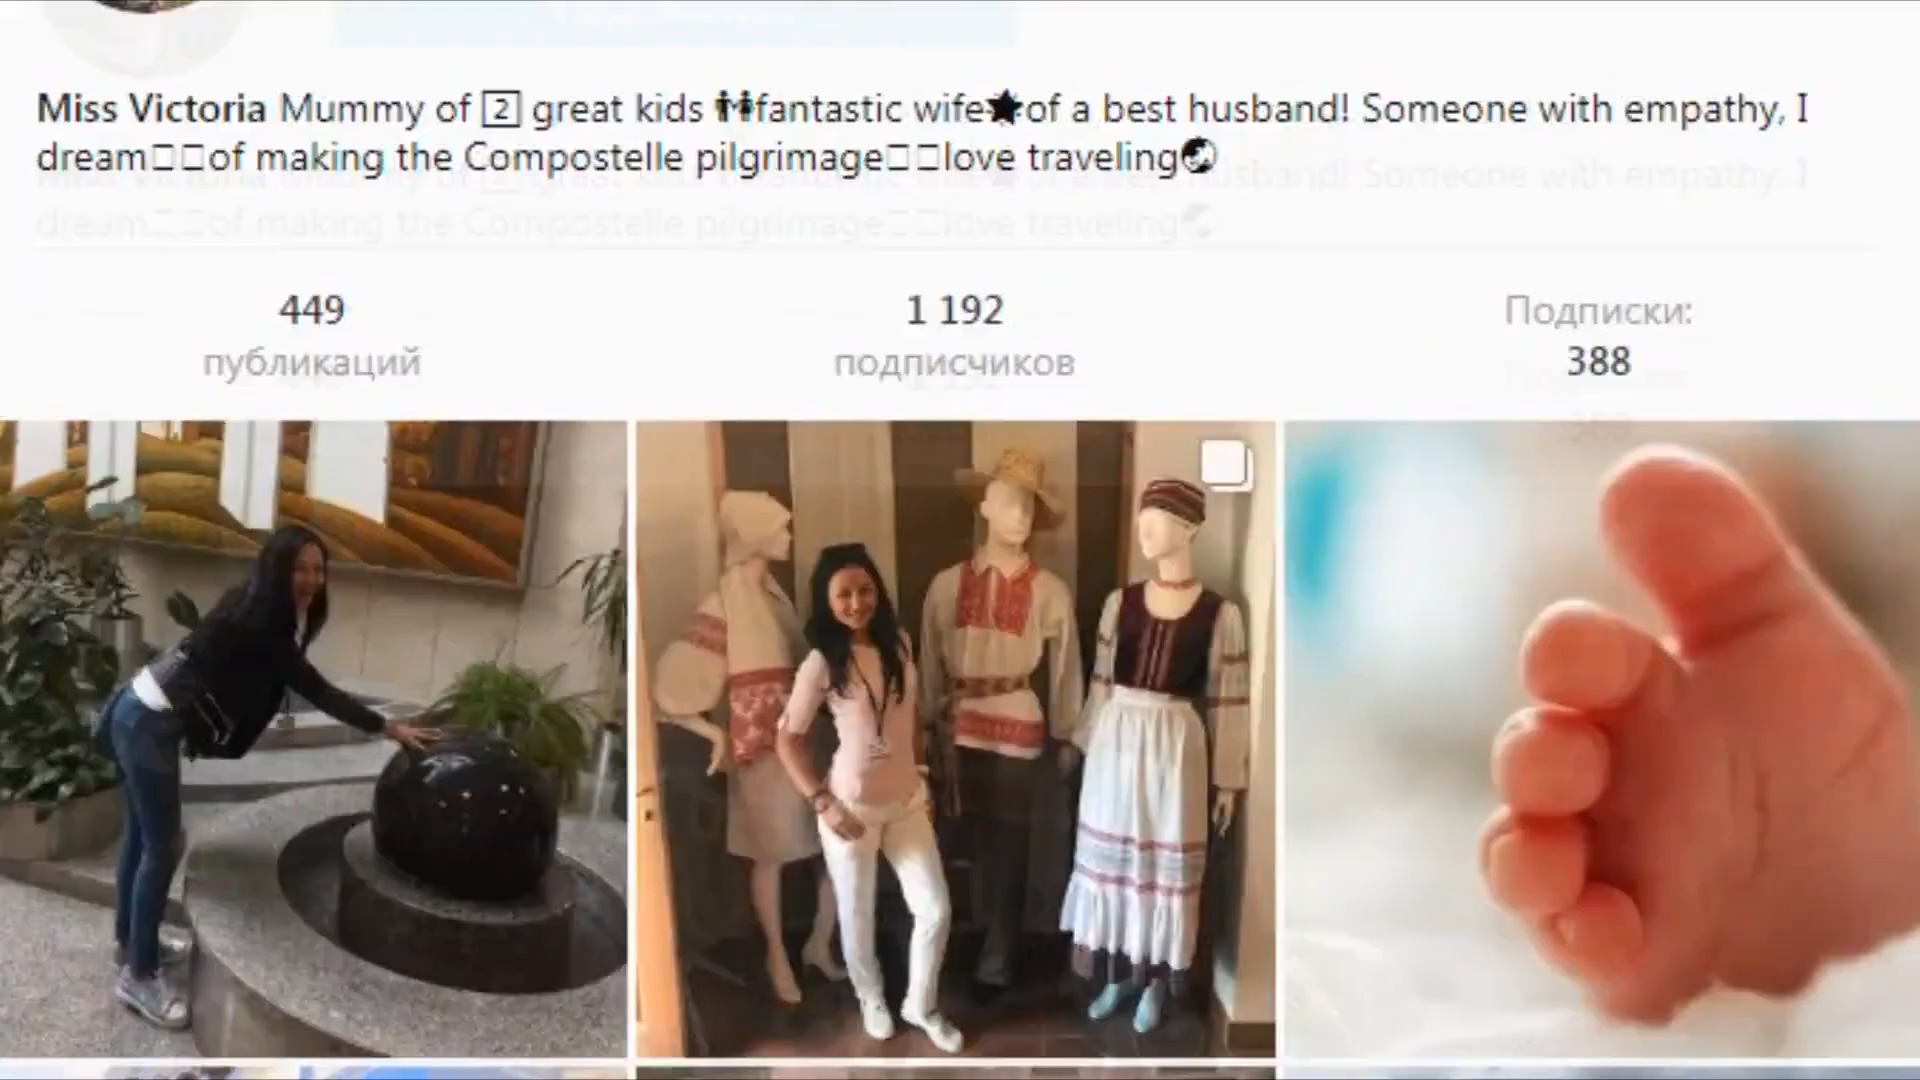 Miss Victoria Mummy of 2 great kids 👫fantastic wife★of a best husband! Someone with empathy, I
dream□□of making the Compostelle pilgrimage□□love traveling🌏
449
1 192
Подписки:
публикаций
подписчиков
388